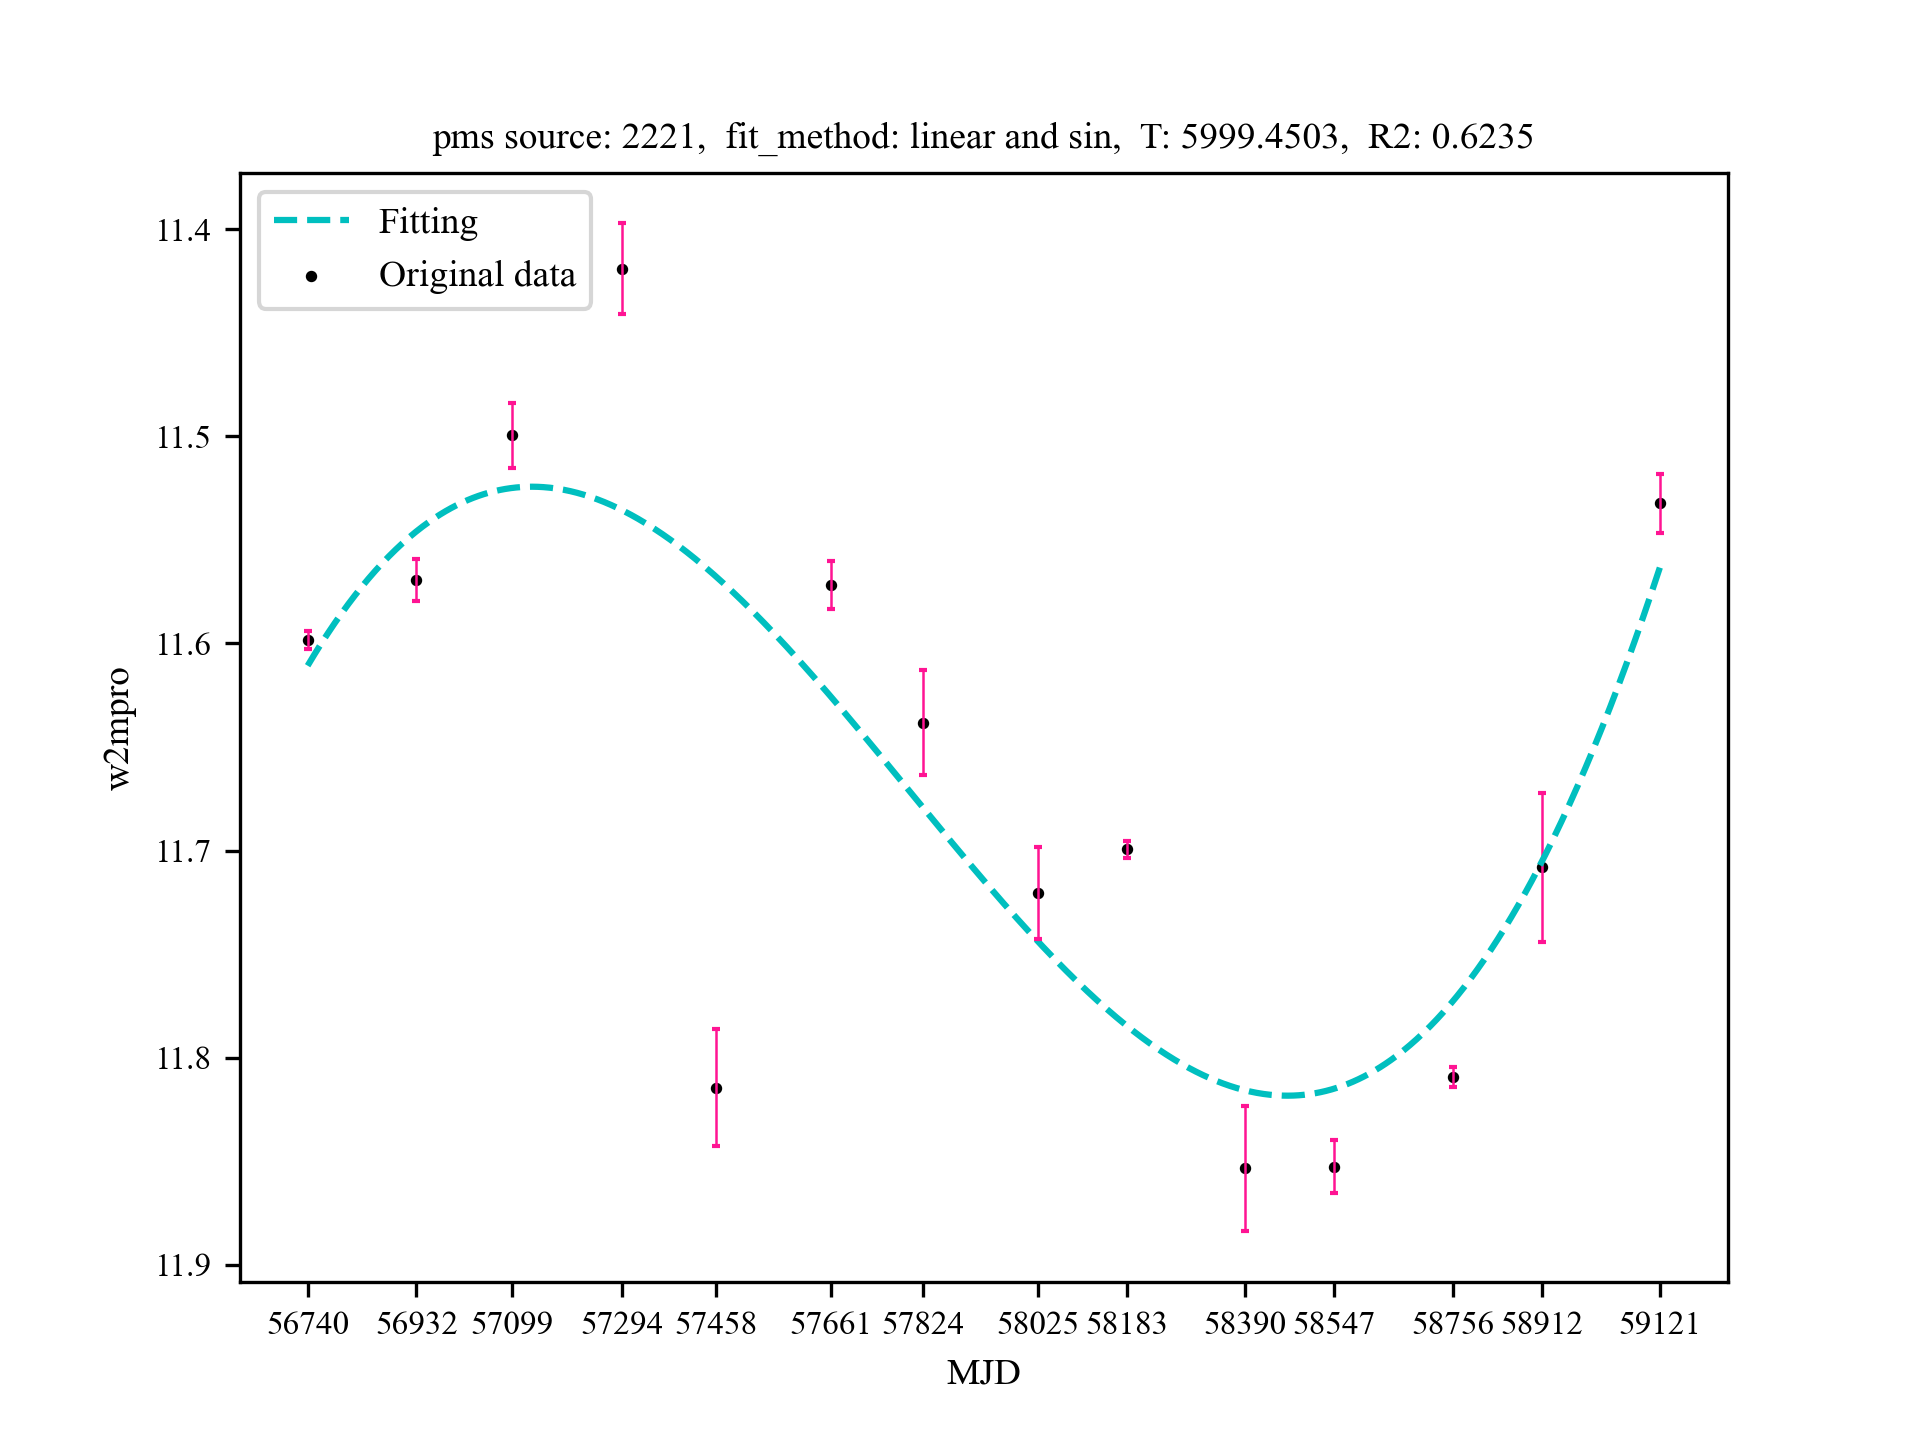 pms source: 2221,  fit_method: linear and sin,  T: 5999.4503,  R2: 0.6235
Fitting
Original data
11.4
11.5
11.6
11.7
11.8
11.9
w2mpro
56740 56932 57099 57294 57458 57661 57824 58025 58183 58390 58547 58756 58912 59121
MJD